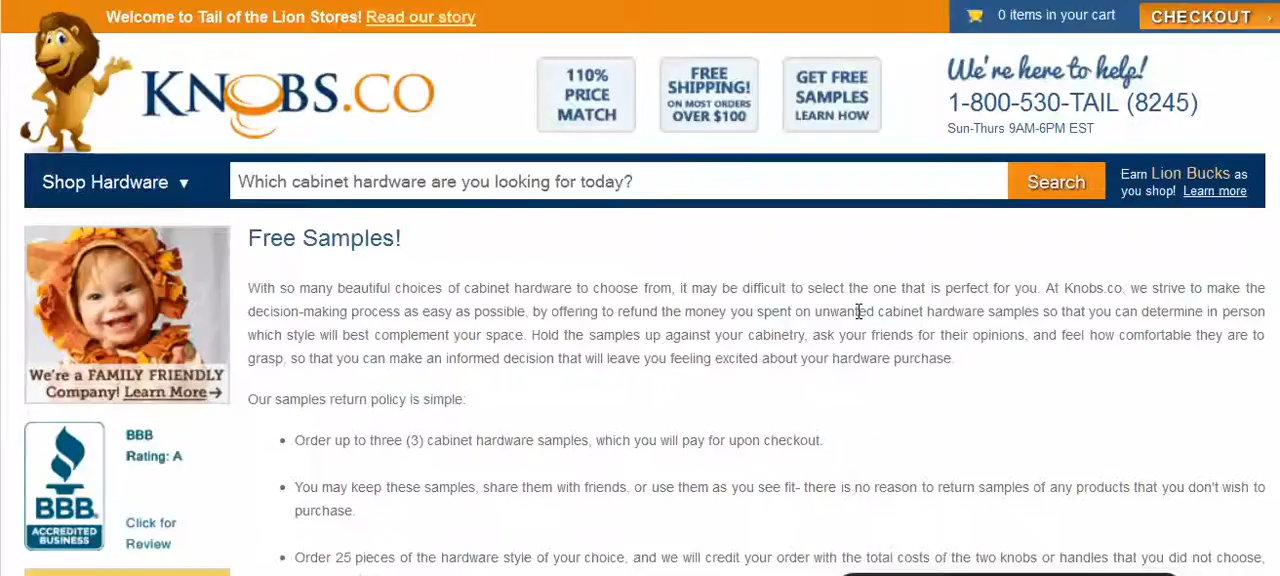 Welcome to Tail of the Lion Stores! Read our story
0 items in your cart
CHECKOUT ›
KNOBS.CO
110%
PRICE
MATCH
FREE
SHIPPING!
ON MOST ORDERS
OVER $100
GET FREE
SAMPLES
LEARN HOW
We're here to help!
1-800-530-TAIL (8245)
Sun-Thurs 9AM-6PM EST
Shop Hardware ▼
Which cabinet hardware are you looking for today?
Search
Earn Lion Bucks as
you shop! Learn more
We're a FAMILY FRIENDLY
Company! Learn More→
BBB
ACCREDITED
BUSINESS
BBB
Rating: A
Click for
Review
Free Samples!
With so many beautiful choices of cabinet hardware to choose from, it may be difficult to select the one that is perfect for you. At Knobs.co, we strive to make the
decision-making process as easy as possible, by offering to refund the money you spent on unwanted cabinet hardware samples so that you can determine in person
which style will best complement your space. Hold the samples up against your cabinetry, ask your friends for their opinions, and feel how comfortable they are to
grasp, so that you can make an informed decision that will leave you feeling excited about your hardware purchase.
Our samples return policy is simple:
• Order up to three (3) cabinet hardware samples, which you will pay for upon checkout.
• You may keep these samples, share them with friends, or use them as you see fit- there is no reason to return samples of any products that you don't wish to
purchase.
• Order 25 pieces of the hardware style of your choice, and we will credit your order with the total costs of the two knobs or handles that you did not choose,